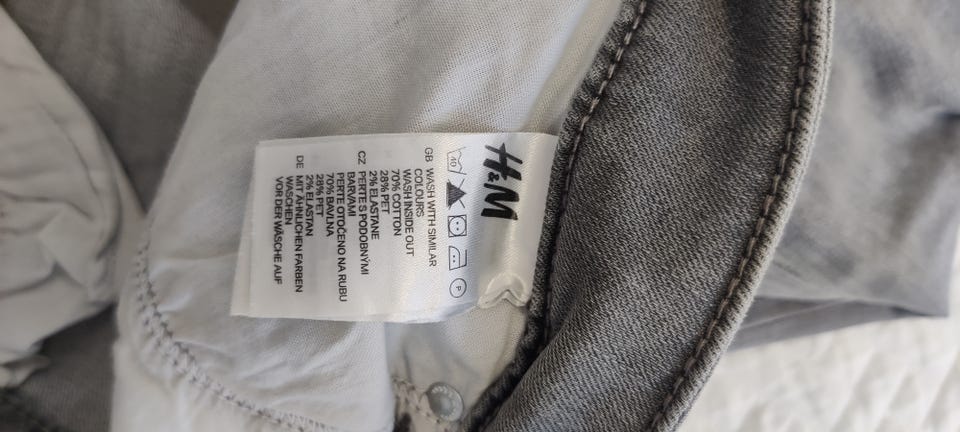 H&M
40
P
GB WASH WITH SIMILAR
COLOURS
WASH INSIDE OUT
70% COTTON
28% PET
2% ELASTANE
CZ PERTE S PODOBNÝMI
BARVAMI
PERTE OTOČENO NA RUBU
70% BAVLNA
28% PET
2% ELASTAN
DE MIT ÄHNLICHEN FARBEN
WASCHEN
VOR DER WÄSCHE AUF